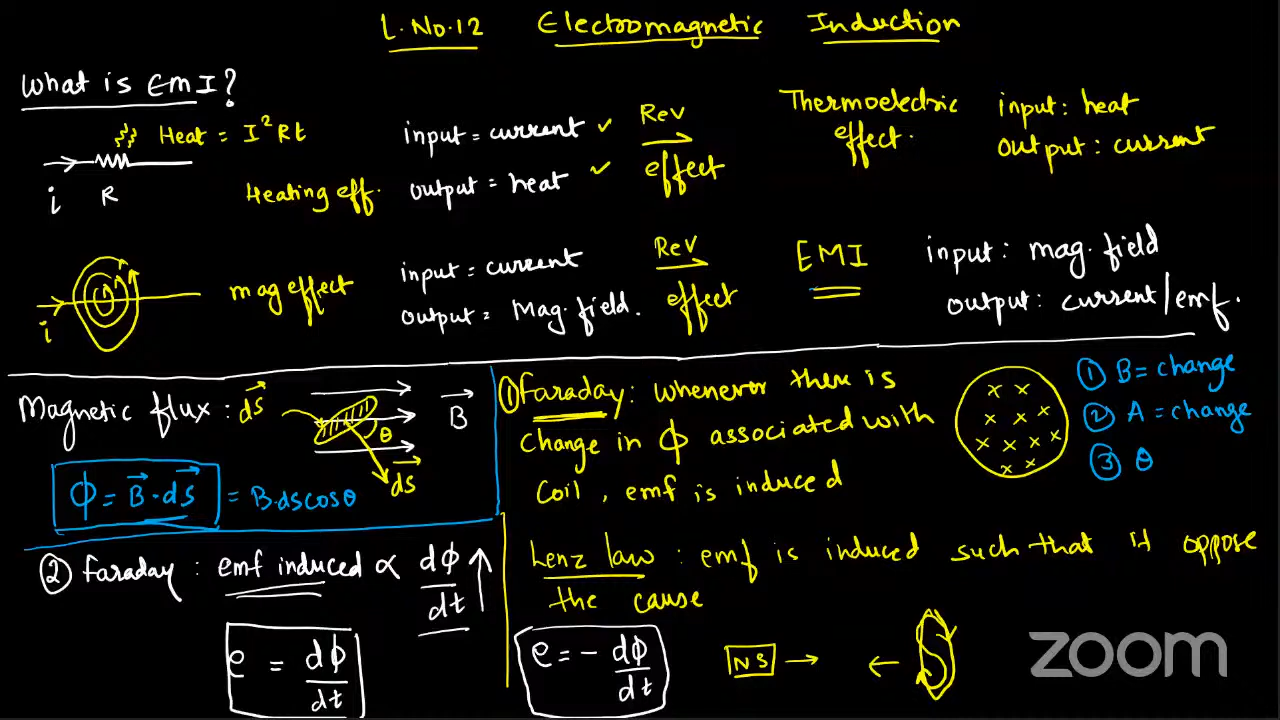 L.No.12 Electromagnetic Induction
What is EMI?
Heat = I²Rt
i R
Heating eff.
input = current ✓
output = heat ✓
Rev
effect
Thermoelectric
effect.
input: heat
output: current
i
mag effect
input = current
output = Mag. field.
Rev
effect
EMI
input: mag. field
output: current/emf.
Magnetic flux : d⃗s
B⃗
θ
d⃗s
ϕ = B⃗ · d⃗s = B·dscosθ
① Faraday: Whenever there is
change in ϕ associated with
coil, emf is induced
x x
x x x
x x x x
x x
① B = change
② A = change
③ θ
② Faraday : emf induced ∝ dϕ/dt ↑
e = dϕ/dt
Lenz law : emf is induced such that it oppose
the cause
e = - dϕ/dt
N S → ← S
zoom